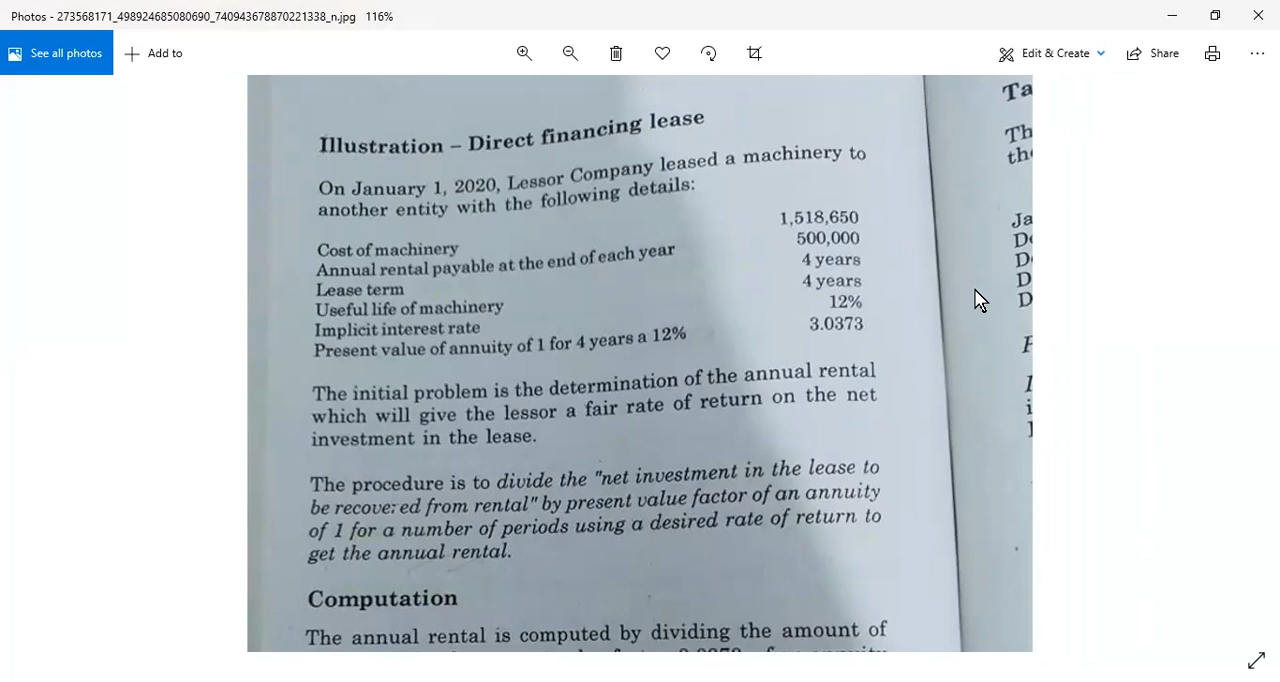 Photos - 273568171_498924685080690_740943678870221338_n.jpg 116%
See all photos
Add to
Edit & Create
Share
Illustration – Direct financing lease
On January 1, 2020, Lessor Company leased a machinery to
another entity with the following details:
Cost of machinery 1,518,650
Annual rental payable at the end of each year 500,000
Lease term 4 years
Useful life of machinery 4 years
Implicit interest rate 12%
Present value of annuity of 1 for 4 years a 12% 3.0373
The initial problem is the determination of the annual rental
which will give the lessor a fair rate of return on the net
investment in the lease.
The procedure is to divide the "net investment in the lease to
be recovered from rental" by present value factor of an annuity
of 1 for a number of periods using a desired rate of return to
get the annual rental.
Computation
The annual rental is computed by dividing the amount of
Ta
Th
the
Ja
De
D
D
D